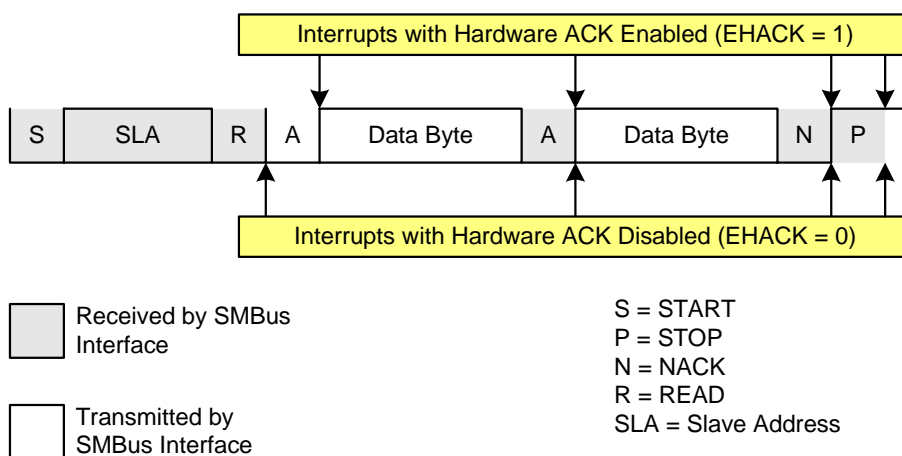 Interrupts with Hardware ACK Enabled (EHACK = 1)
S SLA R A Data Byte A Data Byte N P
Interrupts with Hardware ACK Disabled (EHACK = 0)
Received by SMBus
Interface
Transmitted by
SMBus Interface
S = START
P = STOP
N = NACK
R = READ
SLA = Slave Address